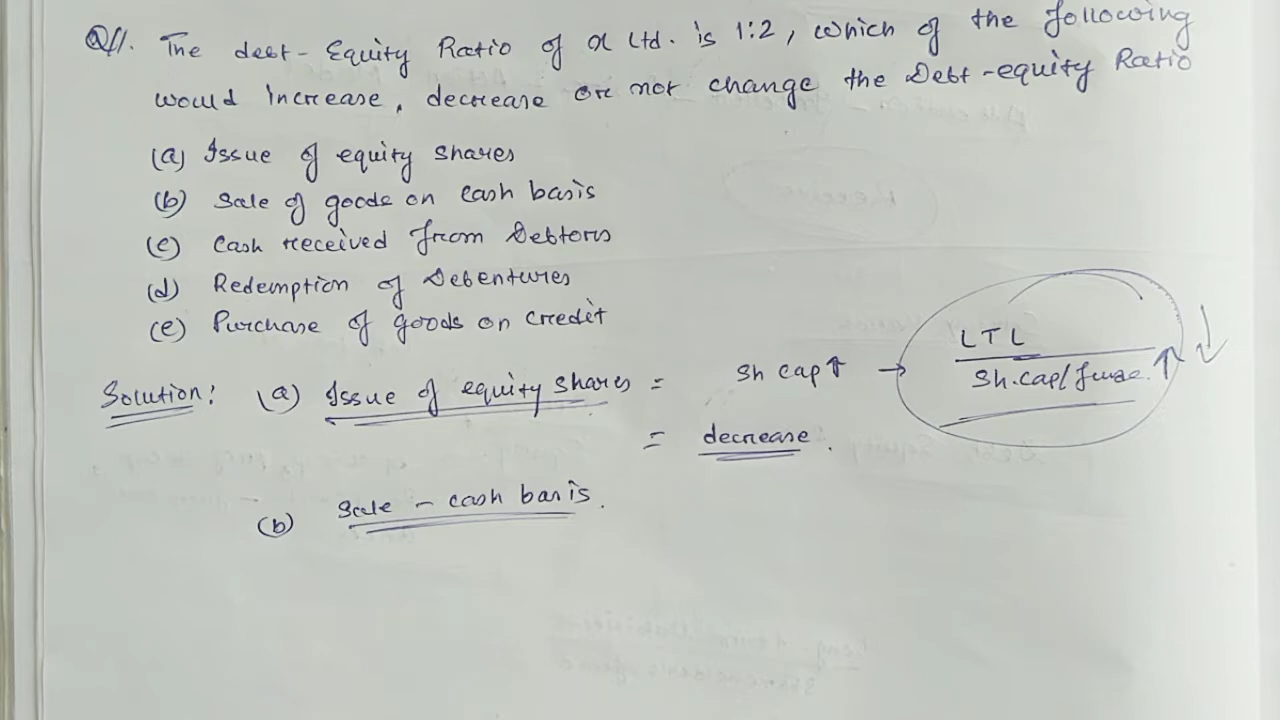 Q11. The debt-Equity Ratio of x Ltd. is 1:2, which of the following
would increase, decrease or not change the Debt-equity Ratio
(a) Issue of equity shares
(b) Sale of goods on cash basis
(c) Cash received from Debtors
(d) Redemption of Debentures
(e) Purchase of goods on credit
Solution: (a) Issue of equity shares = sh cap↑ → LTL
Sh.cap/ ↑ ↓
= decrease.
(b) Sale - cash basis.